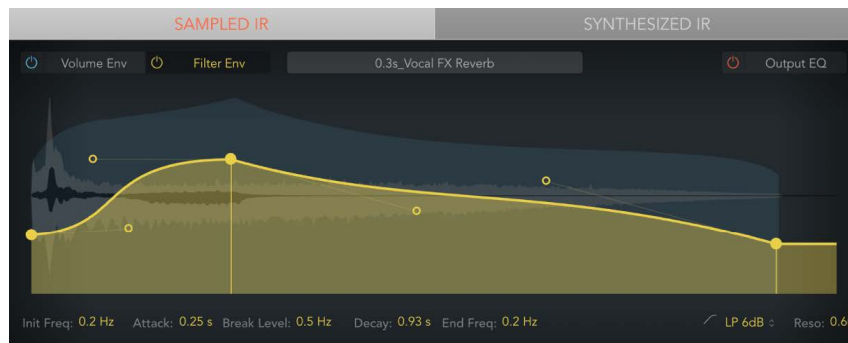 SAMPLED IR SYNTHESIZED IR
Volume Env Filter Env 0.3s_Vocal FX Reverb Output EQ
Init Freq: 0.2 Hz Attack: 0.25 s Break Level: 0.5 Hz Decay: 0.93 s End Freq: 0.2 Hz LP 6dB Reso: 0.6